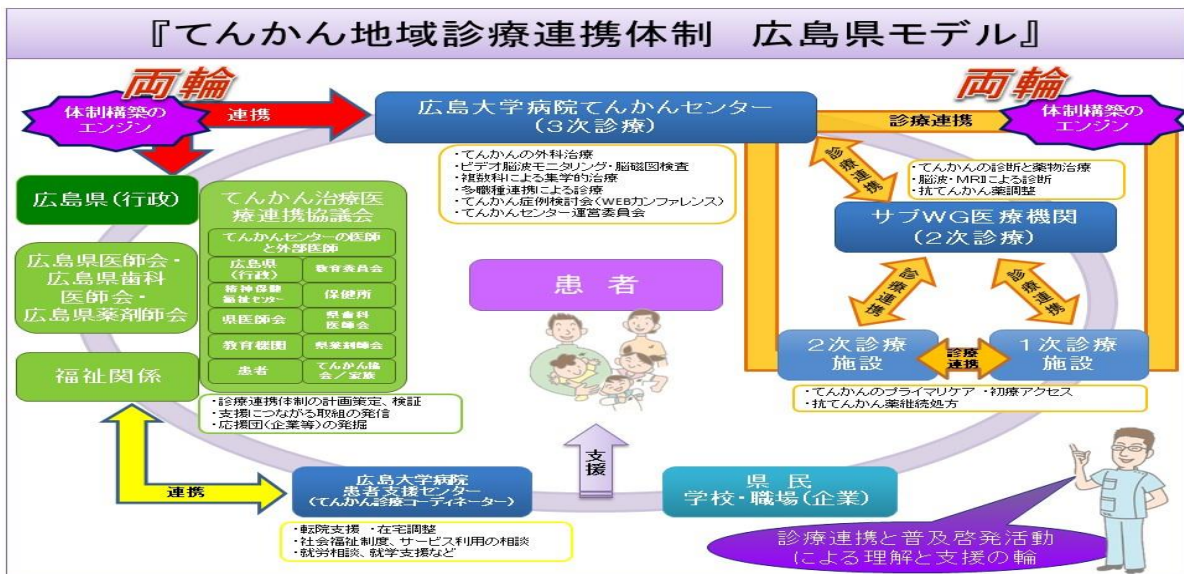 『てんかん地域診療連携体制　広島県モデル』
両輪
体制構築の
エンジン
連携
広島大学病院てんかんセンター
(3次診療)
診療連携
両輪
体制構築の
エンジン
・てんかんの外科治療
・ビデオ脳波モニタリング・脳磁図検査
・複数科による集学的治療
・多職種連携による診療
・てんかん症例検討会(WEBカンファレンス)
・てんかんセンター運営委員会
診療連携
・てんかんの診断と薬物治療
・脳波・MRIによる診断
・抗てんかん薬調整
サブWG医療機関
(2次診療)
診療連携
診療連携
2次診療
施設
診療
連携
1次診療
施設
・てんかんのプライマリケア ・初療アクセス
・抗てんかん薬継続処方
広島県(行政)
広島県医師会・
広島県歯科
医師会・
広島県薬剤師会
福祉関係
てんかん治療医
療連携協議会
てんかんセンターの医師
と外部医師
広島県
(行政)
教育委員会
精神保健
福祉センター
保健所
県医師会
県歯科
医師会
教育機関
県薬剤師会
患者
てんかん協
会/家族
・診療連携体制の計画策定、検証
・支援につながる取組の発信
・応援団(企業等)の発掘
患者
支援
連携
広島大学病院
患者支援センター
(てんかん診療コーディネーター)
・転院支援 ・在宅調整
・社会福祉制度、サービス利用の相談
・就労相談、就学支援など
県民
学校・職場(企業)
診療連携と普及啓発活動
による理解と支援の輪